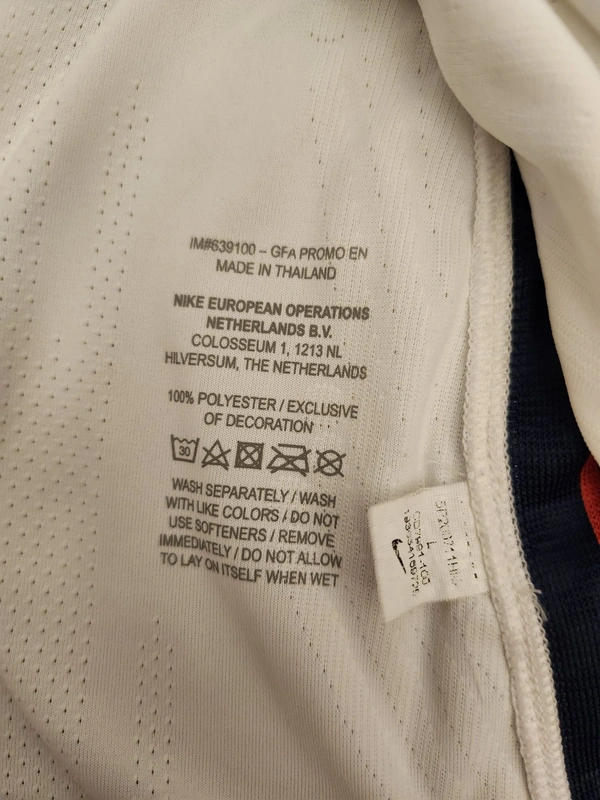 IM#639100 – GFA PROMO EN
MADE IN THAILAND
NIKE EUROPEAN OPERATIONS
NETHERLANDS B.V.
COLOSSEUM 1, 1213 NL
HILVERSUM, THE NETHERLANDS
100% POLYESTER / EXCLUSIVE
OF DECORATION
30
WASH SEPARATELY / WASH
WITH LIKE COLORS / DO NOT
USE SOFTENERS / REMOVE
IMMEDIATELY / DO NOT ALLOW
TO LAY ON ITSELF WHEN WET
L